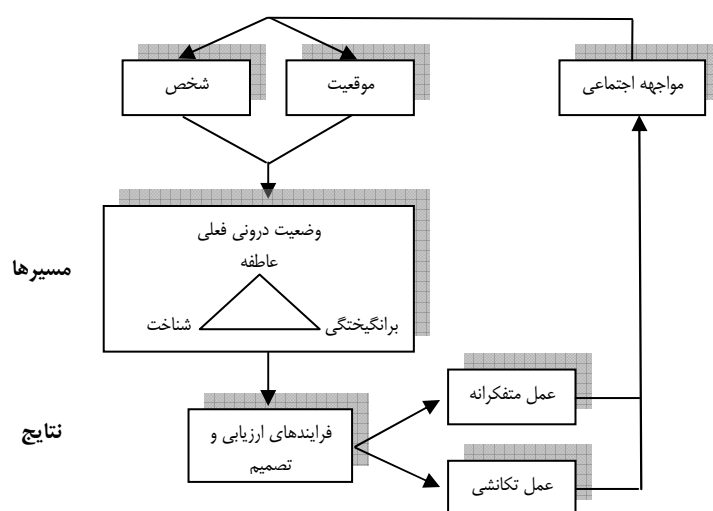 مواجهه اجتماعی
موقعیت
شخص
وضعیت درونی فعلی
عاطفه
برانگیختگی
شناخت
مسیرها
عمل متفکرانه
فرایندهای ارزیابی و
تصمیم
نتایج
عمل تکانشی